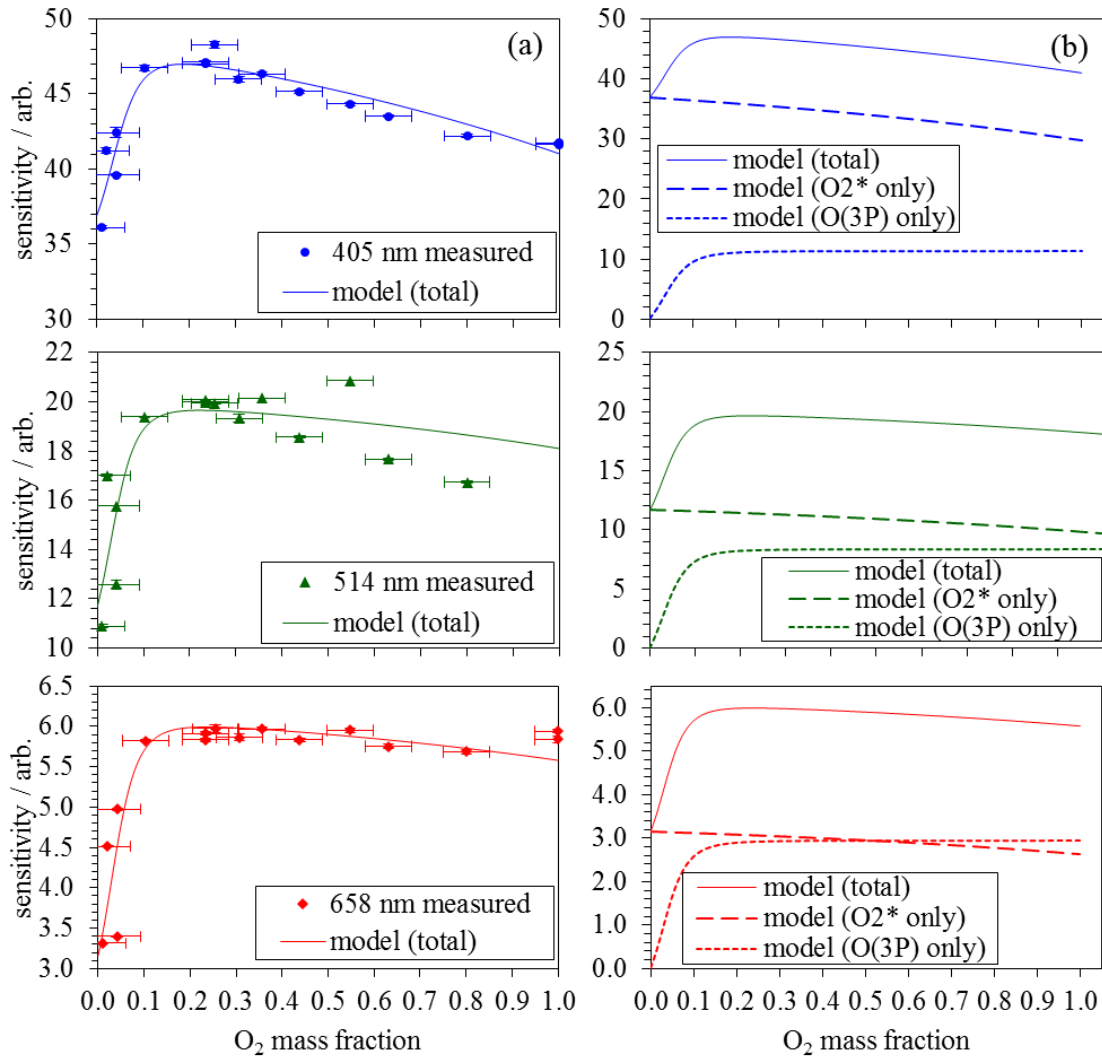 50
45
40
35
30
sensitivity / arb.
(a)
405 nm measured
model (total)
50
40
30
20
10
0
(b)
model (total)
model (O2* only)
model (O(3P) only)
22
20
18
16
14
12
10
sensitivity / arb.
514 nm measured
model (total)
25
20
15
10
5
0
model (total)
model (O2* only)
model (O(3P) only)
6.5
6.0
5.5
5.0
4.5
4.0
3.5
3.0
sensitivity / arb.
658 nm measured
model (total)
0.0 0.1 0.2 0.3 0.4 0.5 0.6 0.7 0.8 0.9 1.0
O₂ mass fraction
6.0
5.0
4.0
3.0
2.0
1.0
0.0
model (total)
model (O2* only)
model (O(3P) only)
0.0 0.1 0.2 0.3 0.4 0.5 0.6 0.7 0.8 0.9 1.0
O₂ mass fraction